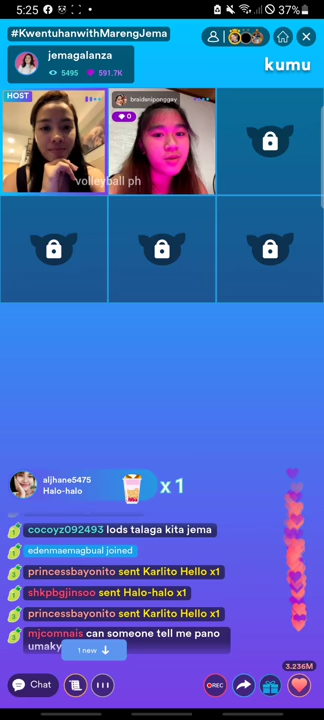 5:25
37%
#KwentuhanwithMarengJema
jemagalanza
5495 591.7K
kumu
HOST
braidsniponggay
0
volleyball ph
aljhane5475
Halo-halo
x 1
cocoyz092493 lods talaga kita jema
edenmaemagbual joined
princessbayonito sent Karlito Hello x1
shkpbgjinsoo sent Halo-halo x1
princessbayonito sent Karlito Hello x1
mjcomnais can someone tell me pano
umaky
1 new
3.236M
Chat
REC